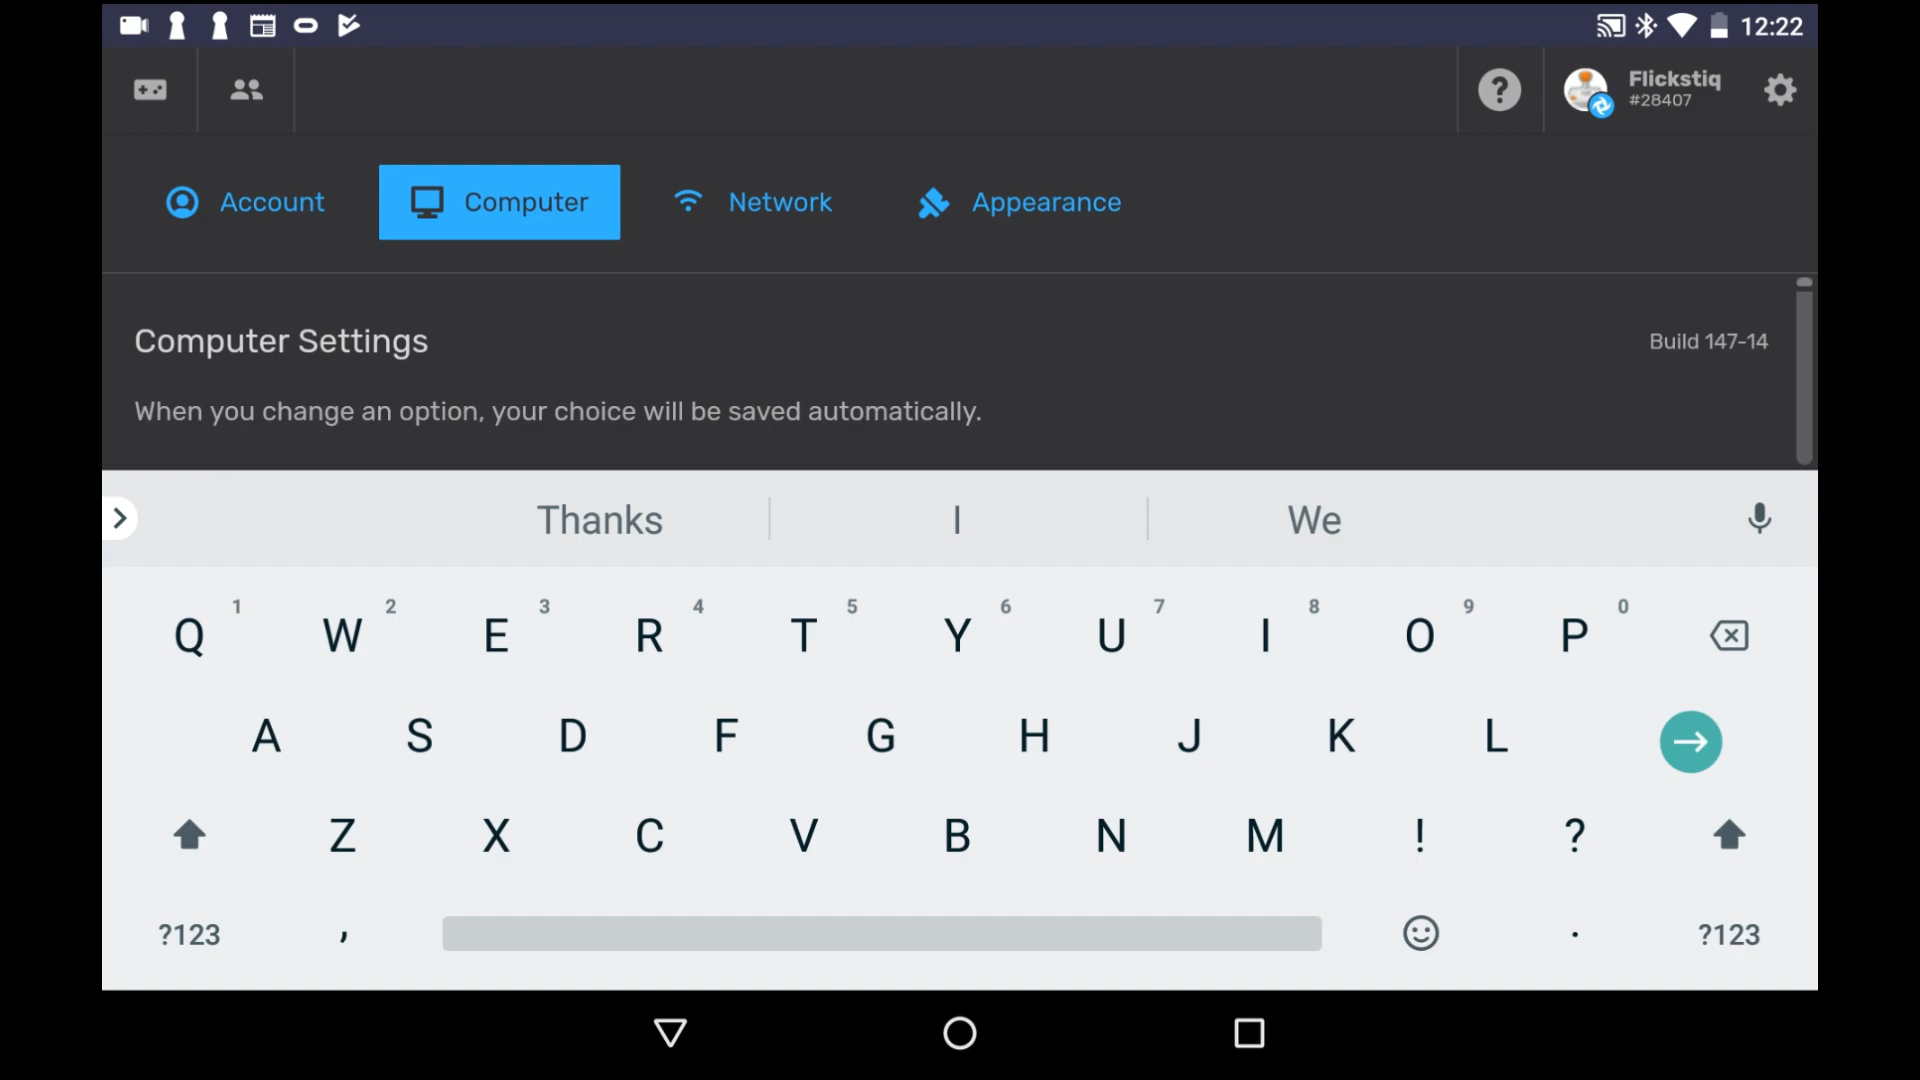 12:22
Flickstiq
#28407
Account
Computer
Network
Appearance
Computer Settings
Build 147-14
When you change an option, your choice will be saved automatically.
Thanks
I
We
1 2 3 4 5 6 7 8 9 0
Q W E R T Y U I O P
A S D F G H J K L
Z X C V B N M ! ?
?123 , . ?123